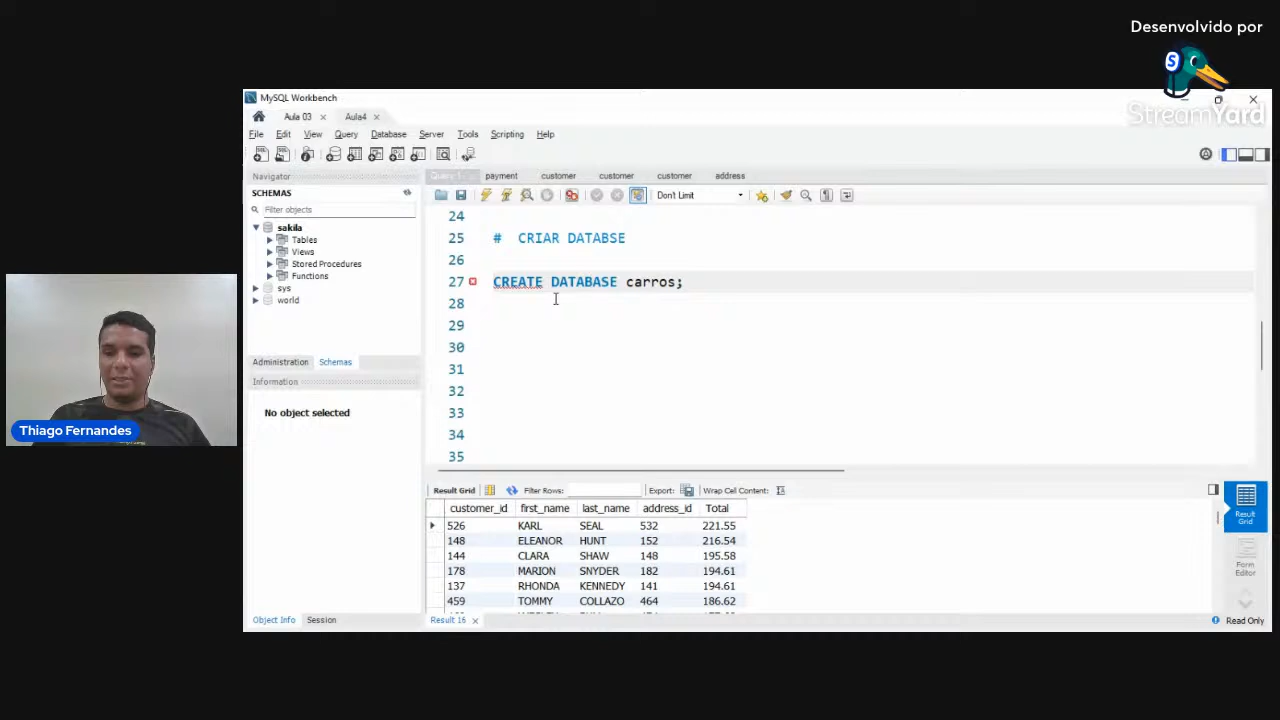 Desenvolvido por
S
StreamYard
MySQL Workbench
Aula 03
Aula4
File Edit View Query Database Server Tools Scripting Help
Navigator
SCHEMAS
Filter objects
sakila
Tables
Views
Stored Procedures
Functions
sys
world
Administration Schemas
Information
No object selected
Object Info Session
Query 1 payment customer customer customer address
Don't Limit
24
25 # CRIAR DATABSE
26
27 CREATE DATABASE carros;
28
29
30
31
32
33
34
35
Result Grid Filter Rows: Export: Wrap Cell Content:
customer_id first_name last_name address_id Total
526 KARL SEAL 532 221.55
148 ELEANOR HUNT 152 216.54
144 CLARA SHAW 148 195.58
178 MARION SNYDER 182 194.61
137 RHONDA KENNEDY 141 194.61
459 TOMMY COLLAZO 464 186.62
Result 16
Result
Grid
Form
Editor
Read Only
Thiago Fernandes